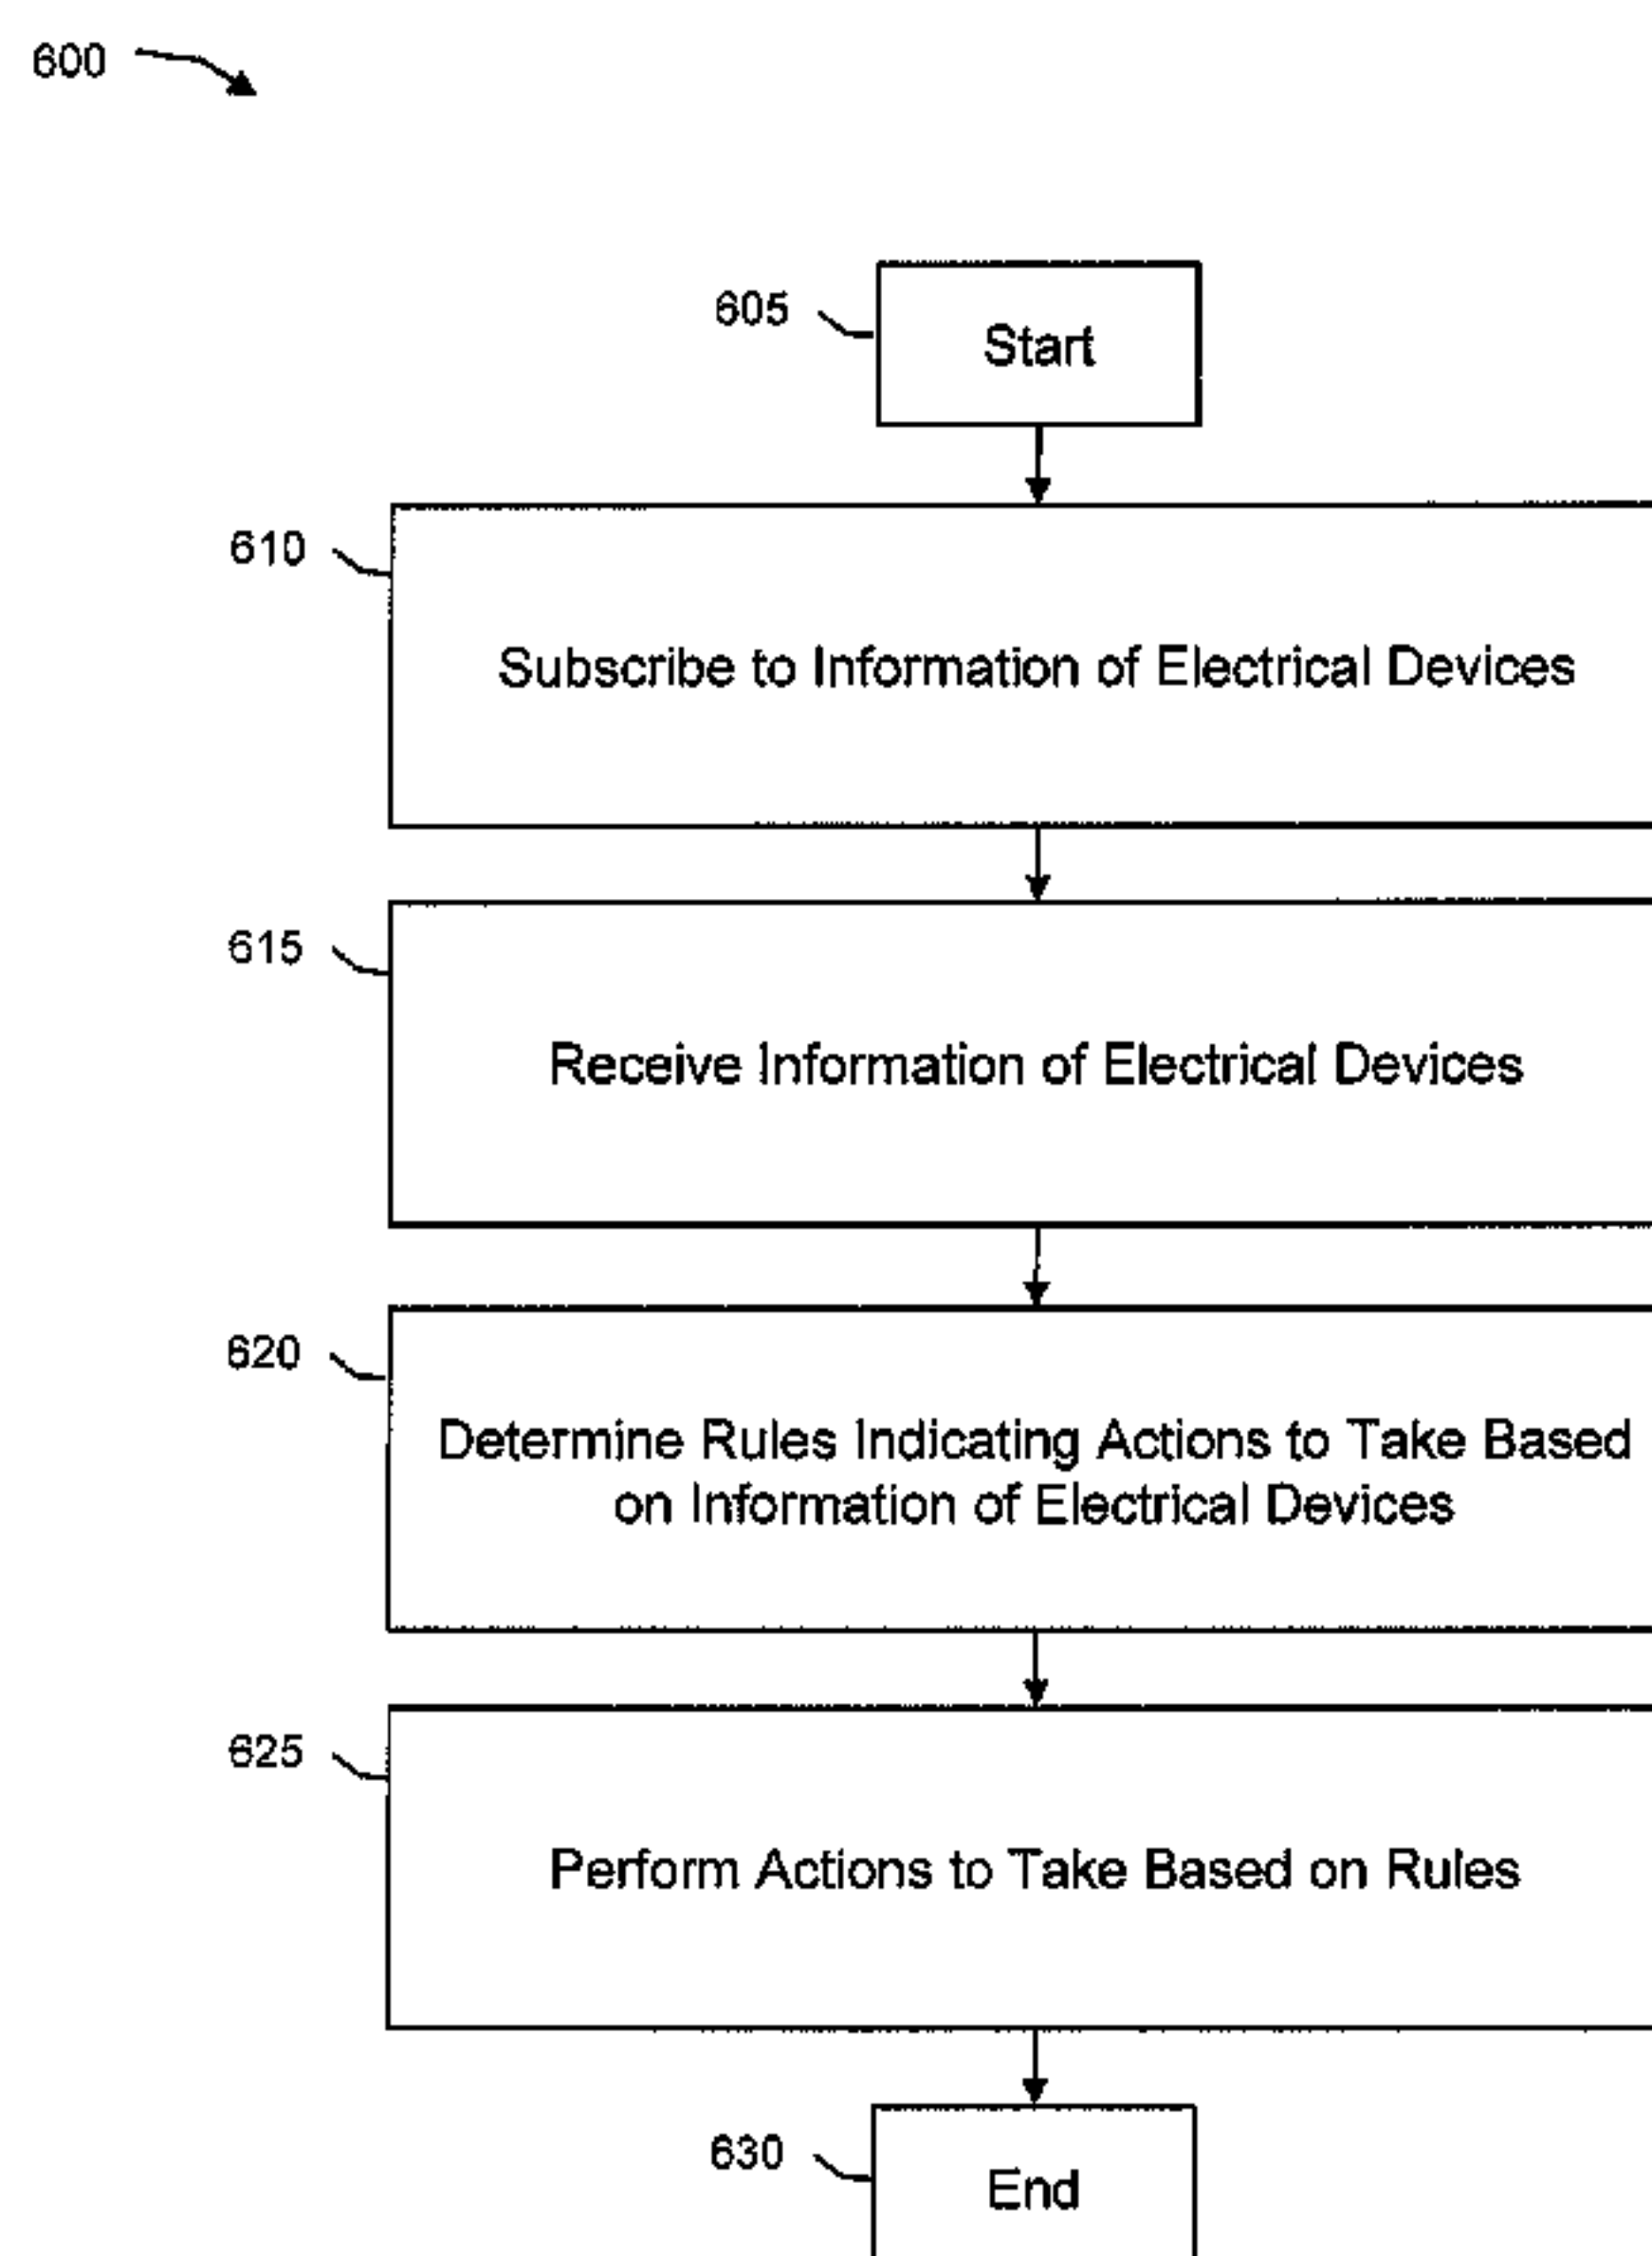 600
605
Start
610
Subscribe to Information of Electrical Devices
615
Receive Information of Electrical Devices
620
Determine Rules Indicating Actions to Take Based
on Information of Electrical Devices
625
Perform Actions to Take Based on Rules
630
End